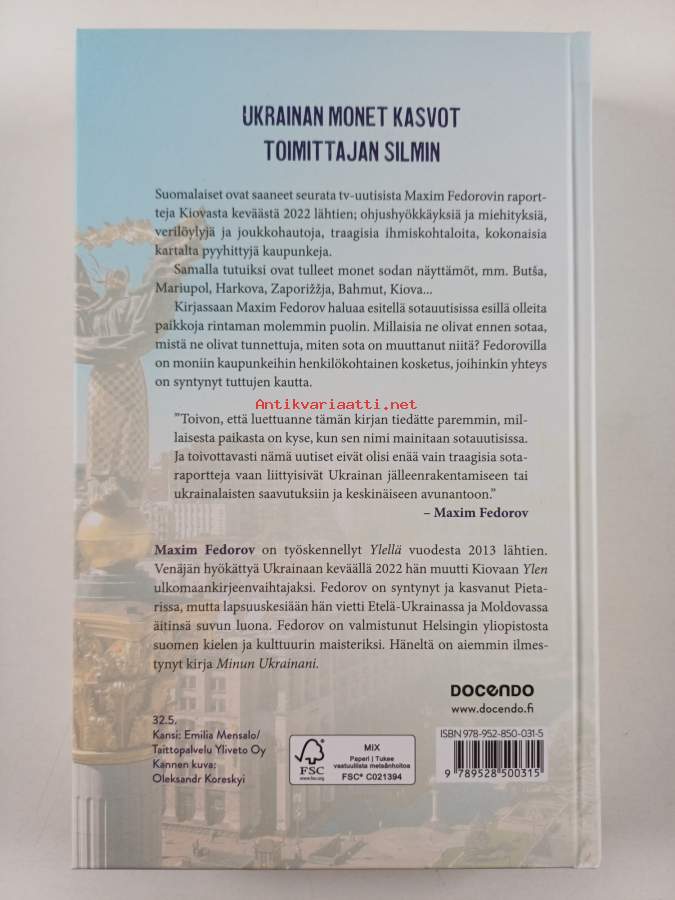 UKRAINAN MONET KASVOT
TOIMITTAJAN SILMIN
Suomalaiset ovat saaneet seurata tv-uutisista Maxim Fedorovin raport-
teja Kiovasta keväästä 2022 lähtien; ohjushyökkäyksiä ja miehityksiä,
verilöylyjä ja joukkohautoja, traagisia ihmiskohtaloita, kokonaisia
kartalta pyyhittyjä kaupunkeja.
Samalla tutuiksi ovat tulleet monet sodan näyttämöt, mm. Butša,
Mariupol, Harkova, Zaporižžja, Bahmut, Kiova...
Kirjassaan Maxim Fedorov haluaa esitellä sotauutisissa esillä olleita
paikkoja rintaman molemmin puolin. Millaisia ne olivat ennen sotaa,
mistä ne olivat tunnettuja, miten sota on muuttanut niitä? Fedorovilla
on moniin kaupunkeihin henkilökohtainen kosketus, joihinkin yhteys
on syntynyt tuttujen kautta.
Antikvariaatti.net
"Toivon, että luettuanne tämän kirjan tiedätte paremmin, mil-
laisesta paikasta on kyse, kun sen nimi mainitaan sotauutisissa.
Ja toivottavasti nämä uutiset eivät olisi enää vain traagisia sota-
raportteja vaan liittyisivät Ukrainan jälleenrakentamiseen tai
ukrainalaisten saavutuksiin ja keskinäiseen avunantoon."
– Maxim Fedorov
Maxim Fedorov on työskennellyt Ylellä vuodesta 2013 lähtien.
Venäjän hyökättyä Ukrainaan keväällä 2022 hän muutti Kiovaan Ylen
ulkomaankirjeenvaihtajaksi. Fedorov on syntynyt ja kasvanut Pieta-
rissa, mutta lapsuuskesiään hän vietti Etelä-Ukrainassa ja Moldovassa
äitinsä suvun luona. Fedorov on valmistunut Helsingin yliopistosta
suomen kielen ja kulttuurin maisteriksi. Häneltä on aiemmin ilmes-
tynyt kirja Minun Ukrainani.
DOCENDO
www.docendo.fi
32.5.
Kansi: Emilia Mensalo/
Taittopalvelu Yliveto Oy
Kannen kuva:
Oleksandr Koreskyi
FSC
www.fsc.org
MIX
Paperi | Tukee
vastuullista metsänhoitoa
FSC® C021394
ISBN 978-952-850-031-5
9 789528 500315